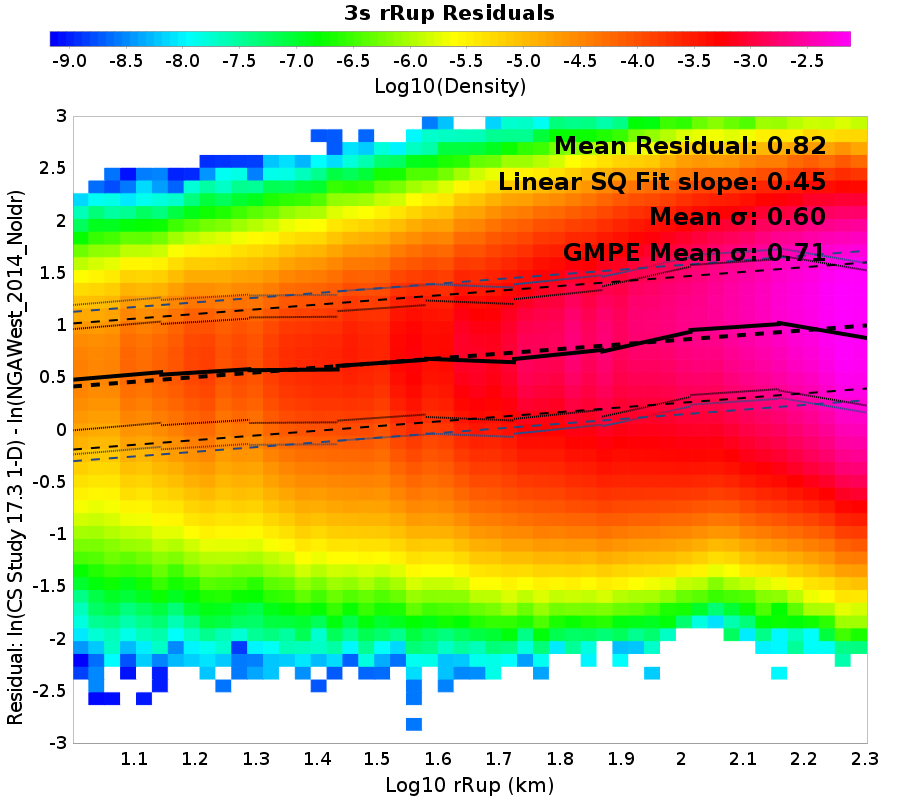 3s rRup Residuals
-9.0 -8.5 -8.0 -7.5 -7.0 -6.5 -6.0 -5.5 -5.0 -4.5 -4.0 -3.5 -3.0 -2.5
Log10(Density)
Mean Residual: 0.82
Linear SQ Fit slope: 0.45
Mean σ: 0.60
GMPE Mean σ: 0.71
Residual: ln(CS Study 17.3 1-D) - ln(NGAWest_2014_NoIdr)
3
2.5
2
1.5
1
0.5
0
-0.5
-1
-1.5
-2
-2.5
-3
1.1 1.2 1.3 1.4 1.5 1.6 1.7 1.8 1.9 2 2.1 2.2 2.3
Log10 rRup (km)